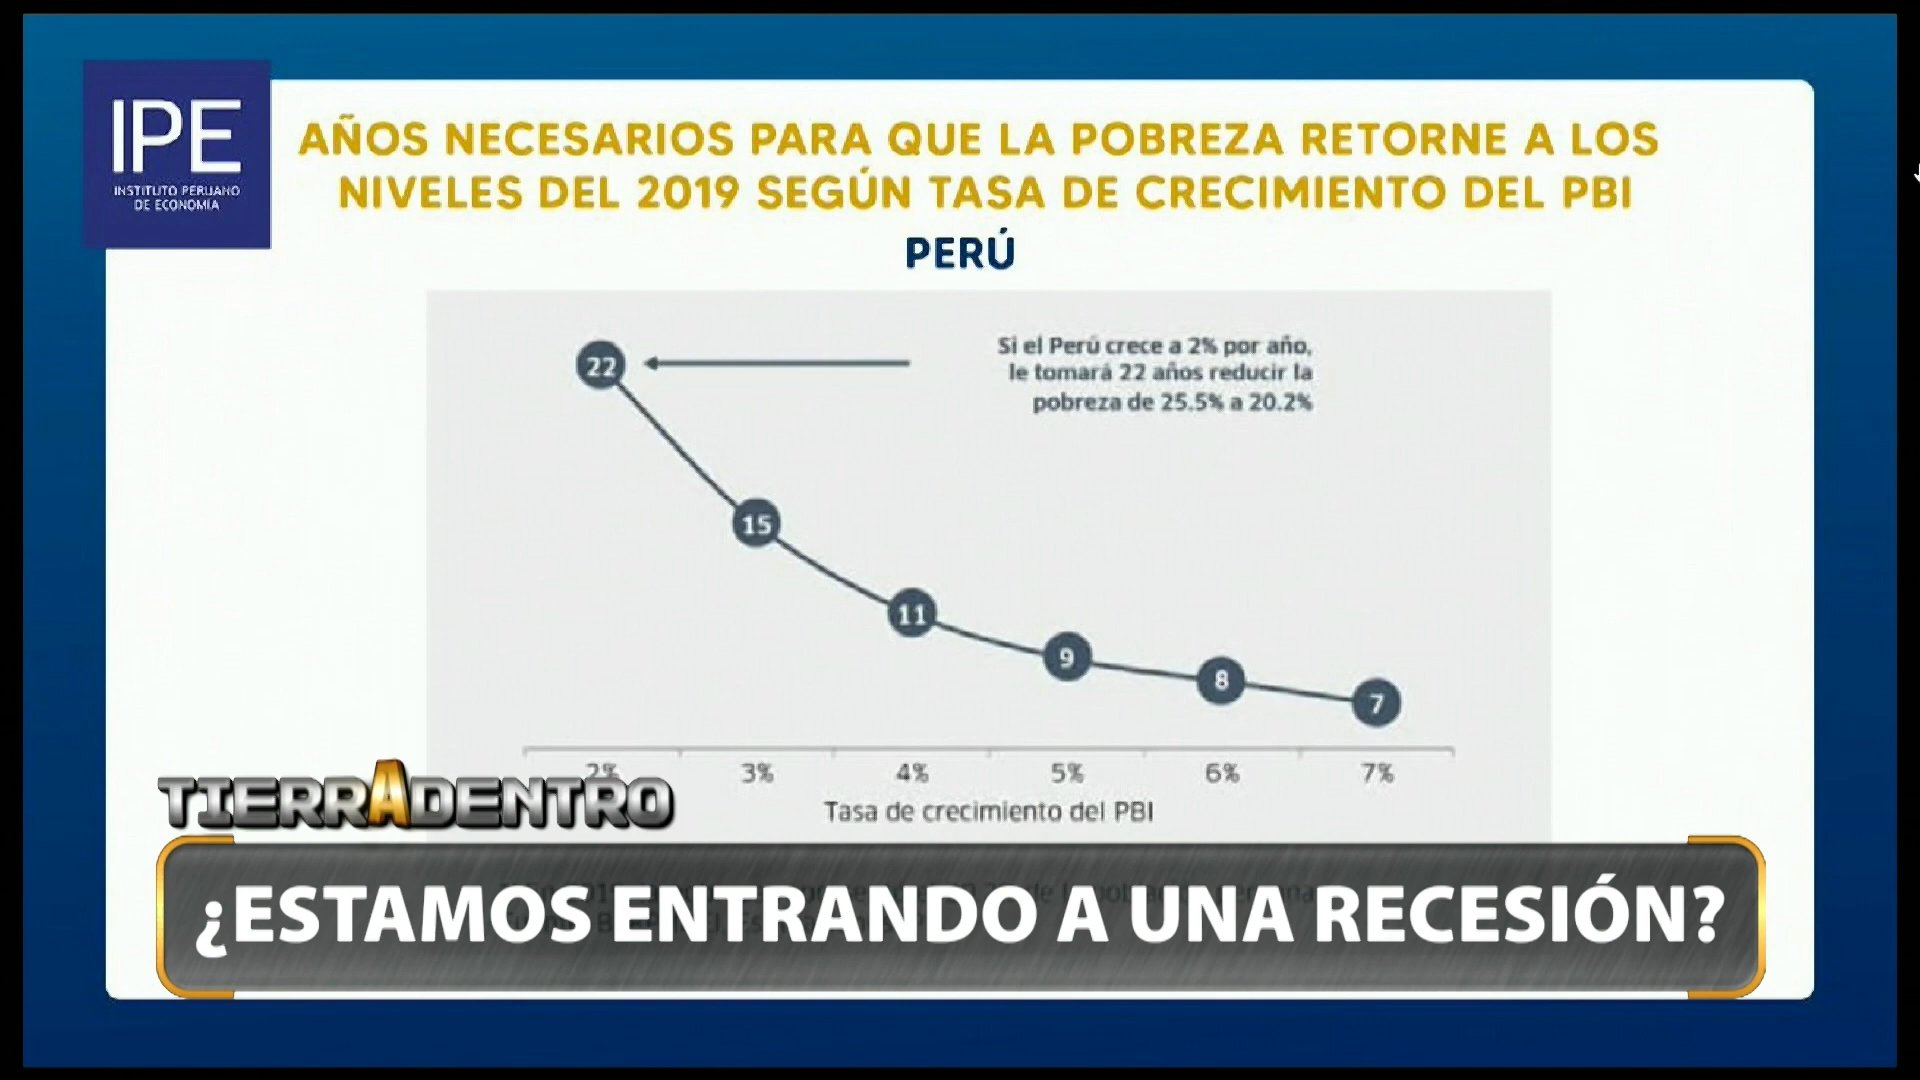 IPE
INSTITUTO PERUANO
DE ECONOMÍA
AÑOS NECESARIOS PARA QUE LA POBREZA RETORNE A LOS
NIVELES DEL 2019 SEGÚN TASA DE CRECIMIENTO DEL PBI
PERÚ
Si el Perú crece a 2% por año,
le tomará 22 años reducir la
pobreza de 25.5% a 20.2%
22
15
11
9
8
7
2% 3% 4% 5% 6% 7%
Tasa de crecimiento del PBI
TIERRADENTRO
¿ESTAMOS ENTRANDO A UNA RECESIÓN?